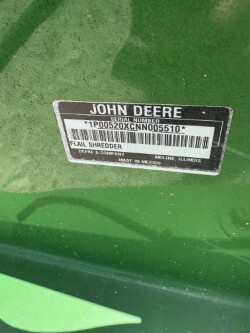 JOHN DEERE
SERIAL NUMBER
*1P00520XCNN005510*
FLAIL SHREDDER
DEERE & COMPANY MOLINE, ILLINOIS
MADE IN MEXICO